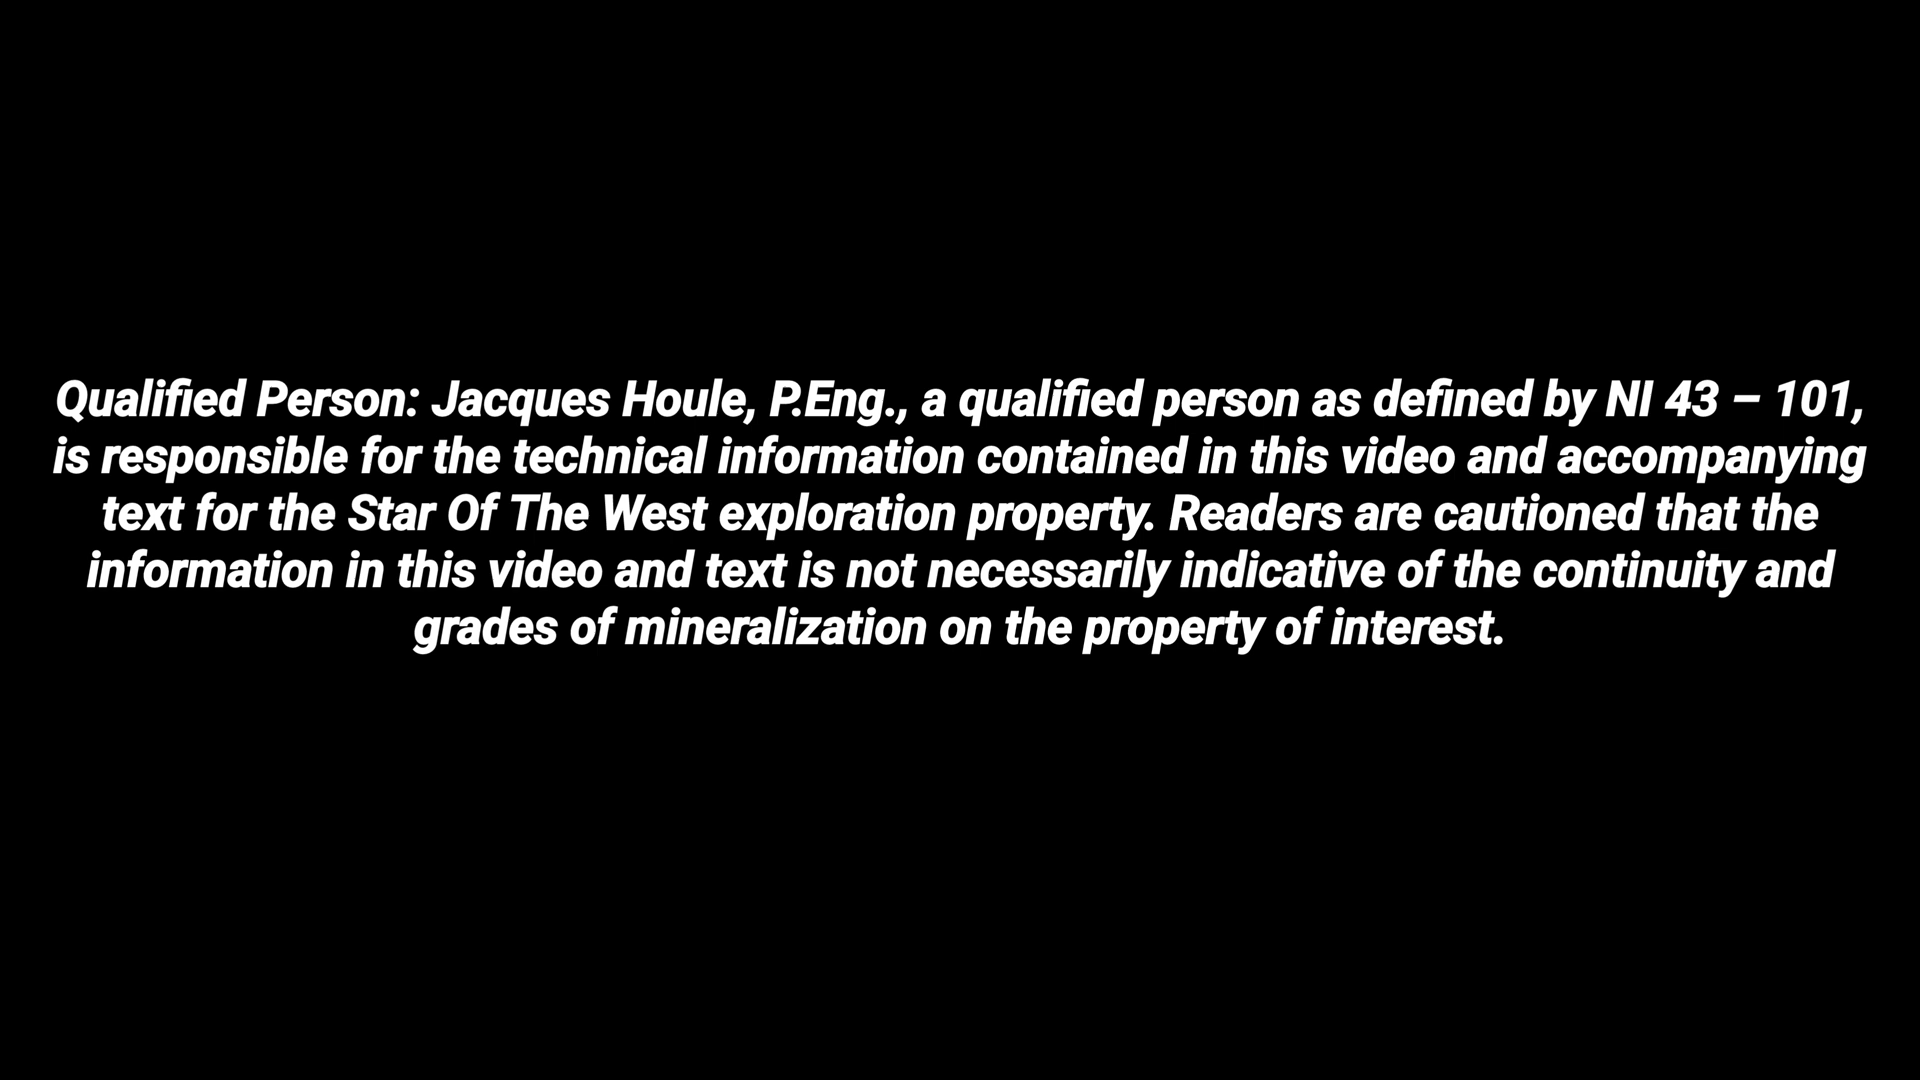 Qualified Person: Jacques Houle, P.Eng., a qualified person as defined by NI 43 – 101,
is responsible for the technical information contained in this video and accompanying
text for the Star Of The West exploration property. Readers are cautioned that the
information in this video and text is not necessarily indicative of the continuity and
grades of mineralization on the property of interest.